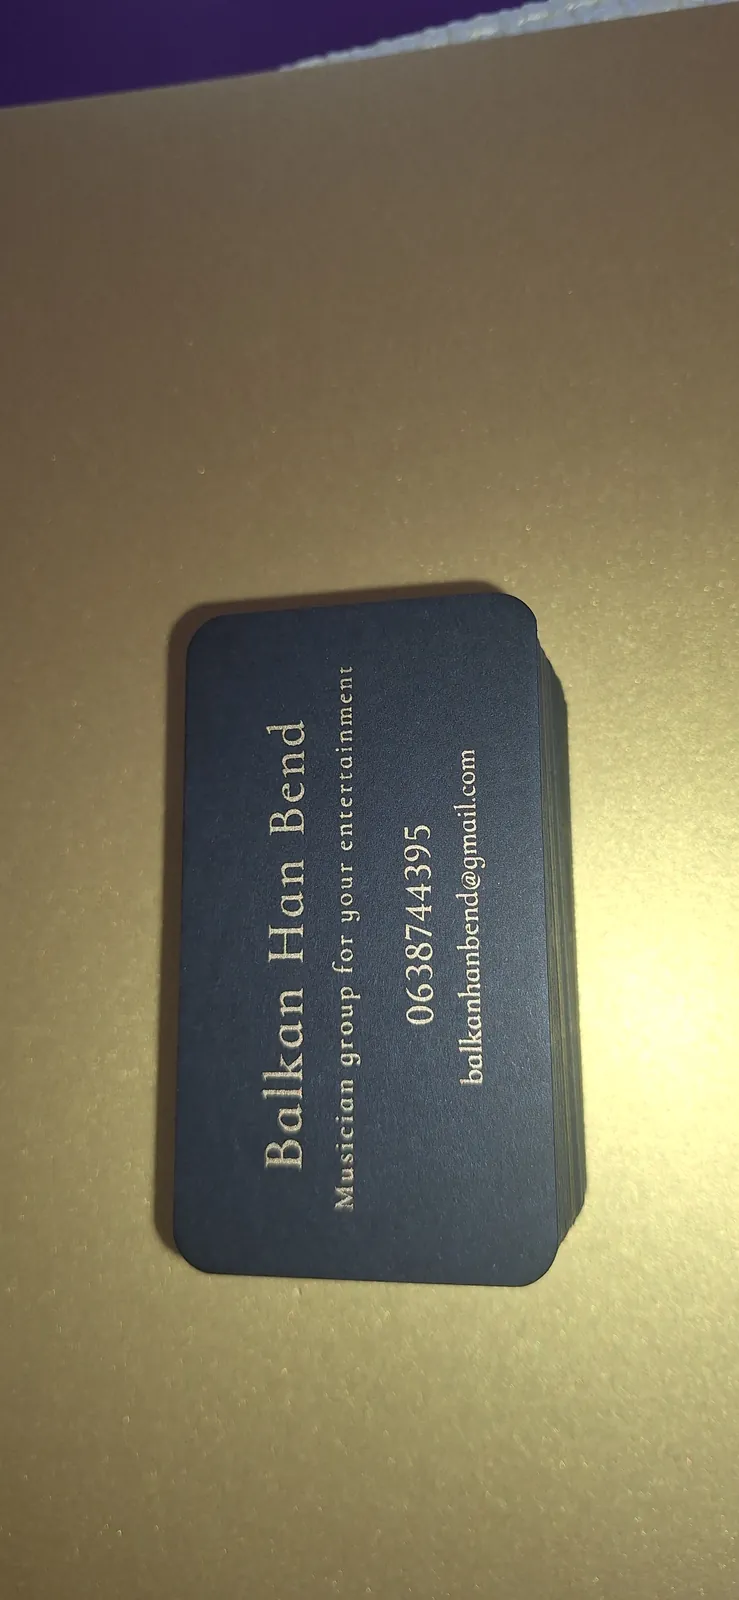 Balkan Han Bend
Musician group for your entertainment
0638744395
balkanhanbend@gmail.com